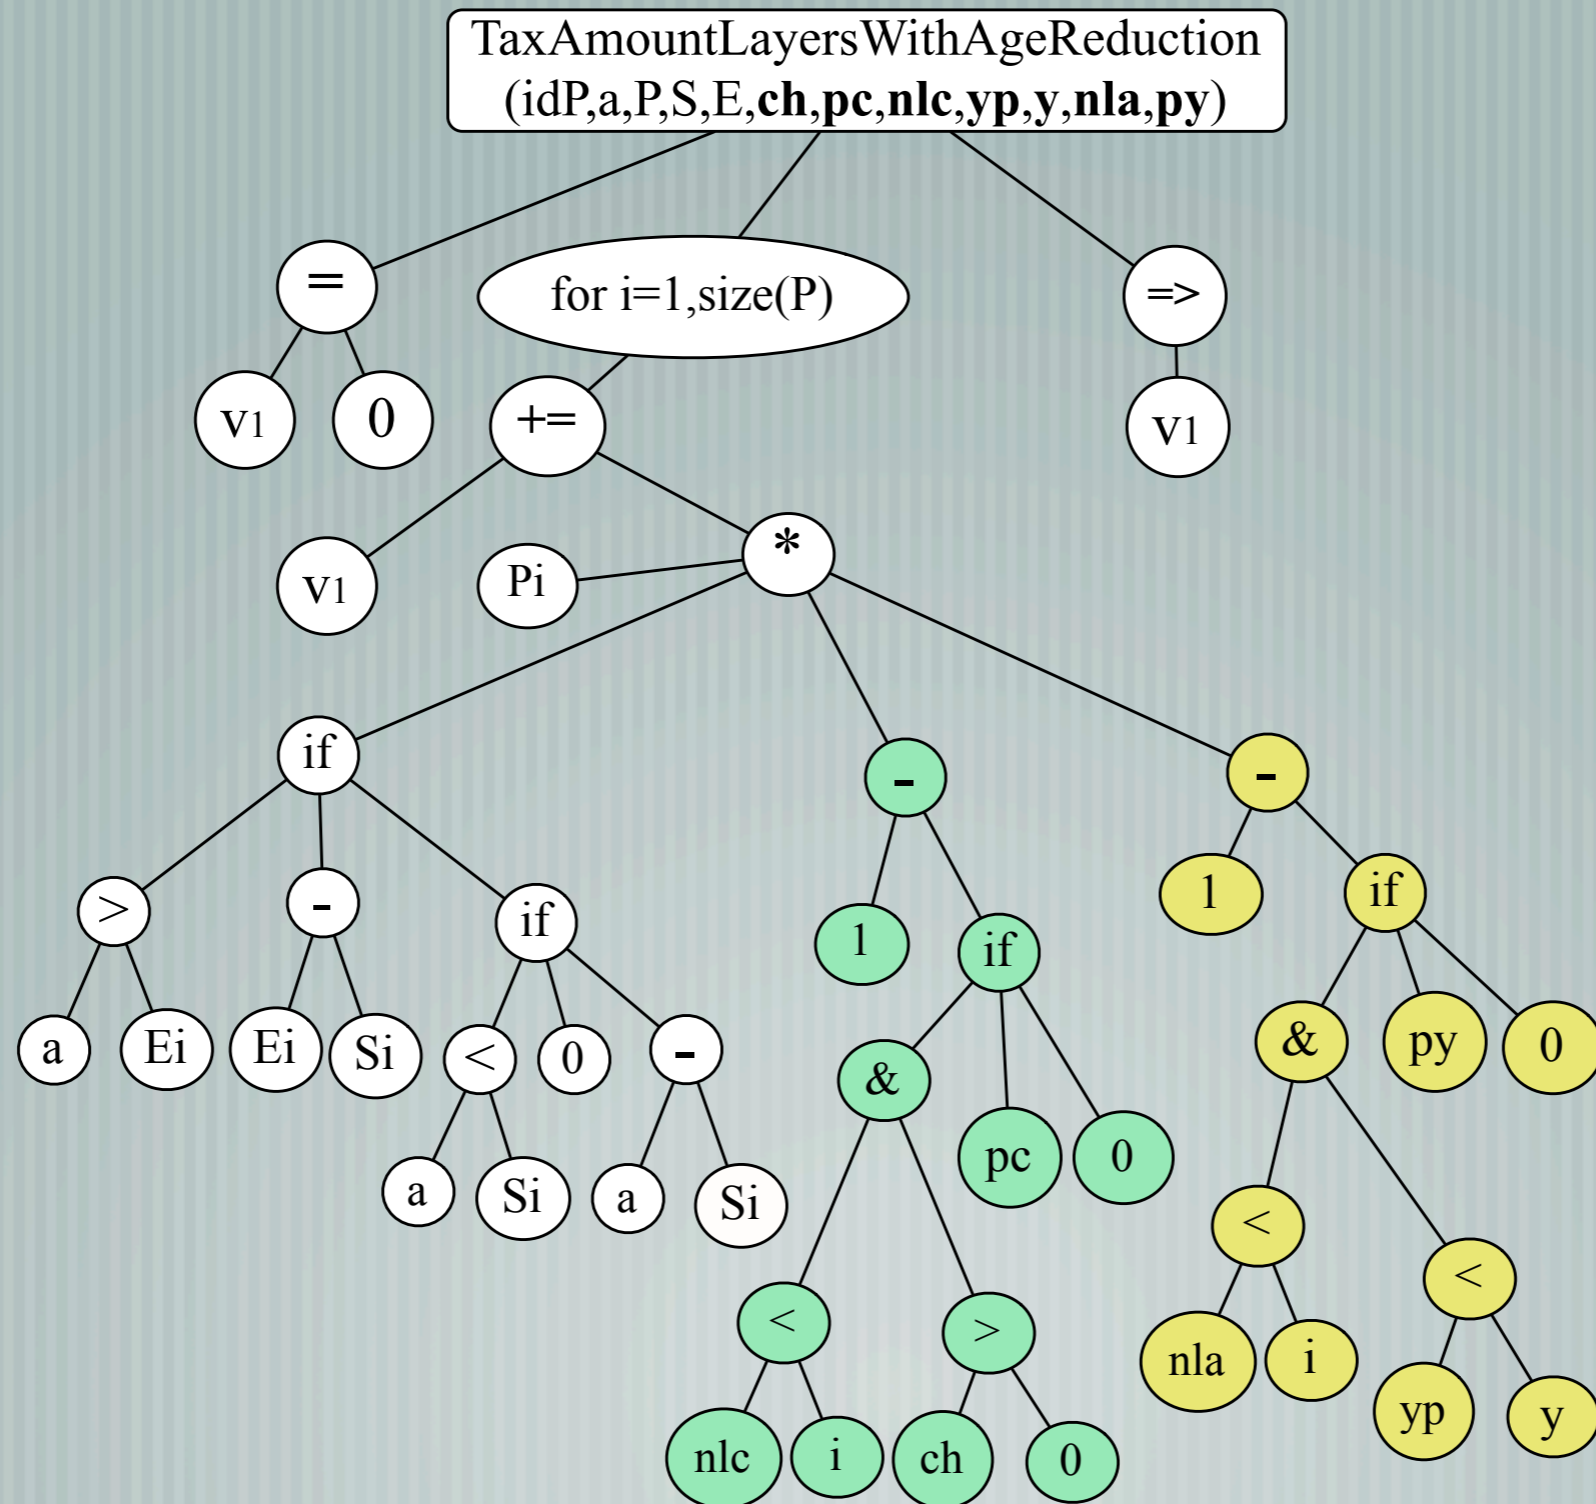 TaxAmountLayersWithAgeReduction
(idP,a,P,S,E,ch,pc,nlc,yp,y,nla,py)
=
for i=1,size(P)
=>
v1
0
+=
v1
*
v1
Pi
if
-
-
>
-
if
1
if
1
if
a
Ei
Ei
Si
<
0
-
&
pc
0
&
py
0
a
Si
a
Si
<
>
<
<
nlc
i
ch
0
nla
i
yp
y